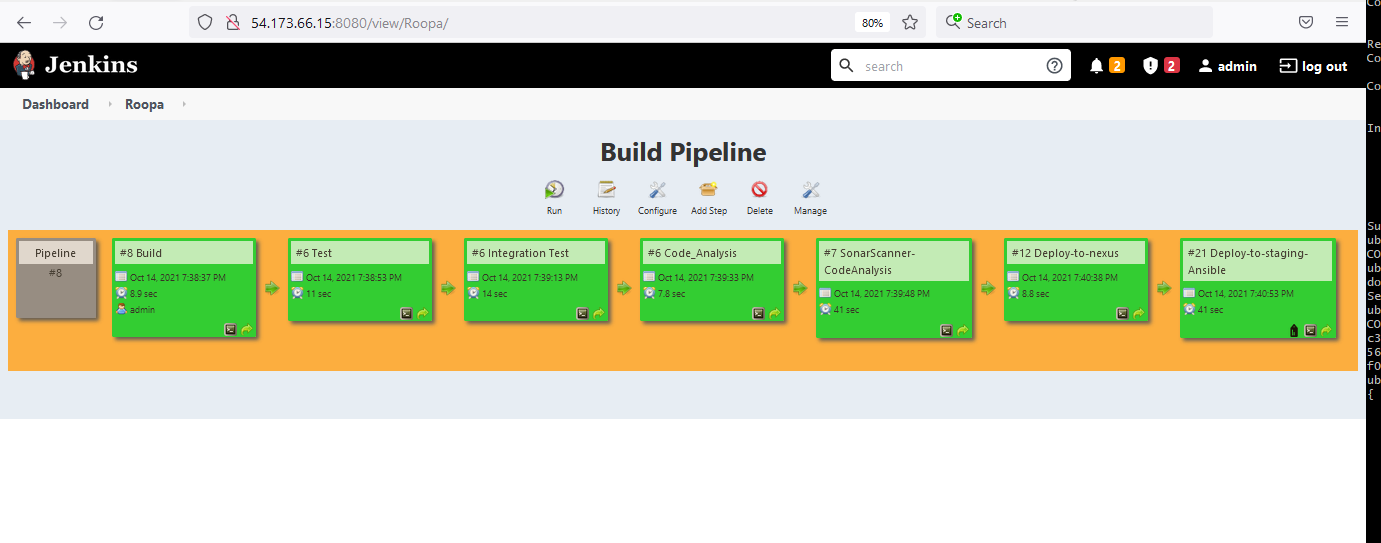 54.173.66.15:8080/view/Roopa/
80%
Search
Jenkins
search
2
2
admin
log out
Dashboard
Roopa
Build Pipeline
Run
History
Configure
Add Step
Delete
Manage
Pipeline
#8
#8 Build
Oct 14, 2021 7:38:37 PM
8.9 sec
admin
#6 Test
Oct 14, 2021 7:38:53 PM
11 sec
#6 Integration Test
Oct 14, 2021 7:39:13 PM
14 sec
#6 Code_Analysis
Oct 14, 2021 7:39:33 PM
7.8 sec
#7 SonarScanner-
CodeAnalysis
Oct 14, 2021 7:39:48 PM
41 sec
#12 Deploy-to-nexus
Oct 14, 2021 7:40:38 PM
8.8 sec
#21 Deploy-to-staging-
Ansible
Oct 14, 2021 7:40:53 PM
41 sec
Co
Re
Co
Co
In
Su
ub
CO
ub
do
Se
ub
CO
c3
56
f0
ub
{